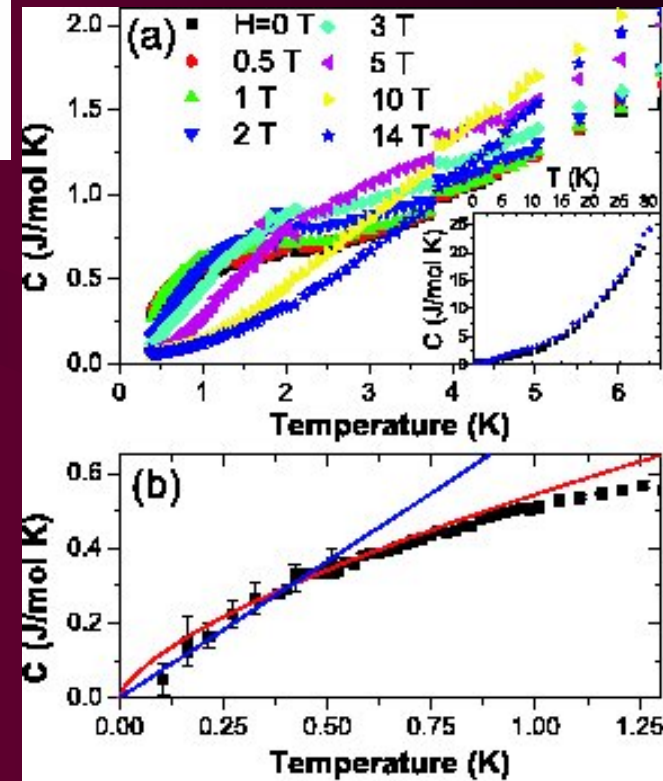 (a)
H=0 T 3 T
0.5 T 5 T
1 T 10 T
2 T 14 T
C (J/mol K)
2.0
1.5
1.0
0.5
0.0
0 1 2 3 4 5 6
Temperature (K)
T (K)
0 5 10 15 20 25 30
C (J/mol K)
25
20
15
10
5
0
(b)
C (J/mol K)
0.6
0.4
0.2
0.0
0.00 0.25 0.50 0.75 1.00 1.25
Temperature (K)